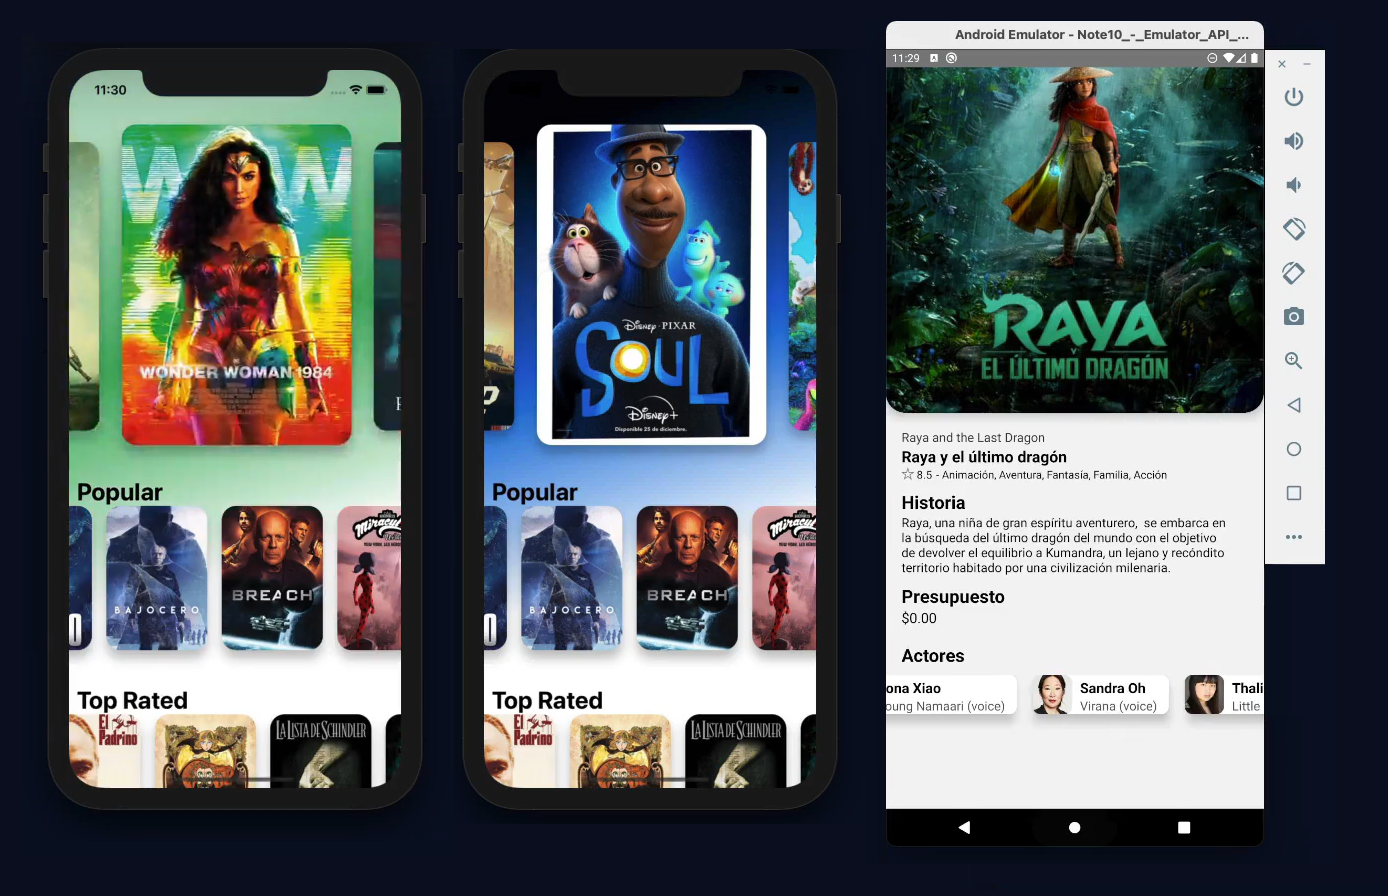 11:30
WW
WONDER WOMAN 1984
Popular
BAJOCERO
BREACH
Miraculous
Top Rated
El
Padrino
LA LISTA DE SCHINDLER
Disney · PIXAR
SOUL
Disney+
Disponible 25 de diciembre.
Popular
BAJOCERO
BREACH
Top Rated
El
Padrino
LA LISTA DE SCHINDLER
Android Emulator - Note10_-_Emulator_API_...
11:29
RAYA
Y
EL ÚLTIMO DRAGÓN
Raya and the Last Dragon
Raya y el último dragón
8.5 - Animación, Aventura, Fantasía, Familia, Acción
Historia
Raya, una niña de gran espíritu aventurero, se embarca en
la búsqueda del último dragón del mundo con el objetivo
de devolver el equilibrio a Kumandra, un lejano y recóndito
territorio habitado por una civilización milenaria.
Presupuesto
$0.00
Actores
ona Xiao
oung Namaari (voice)
Sandra Oh
Virana (voice)
Thali
Little